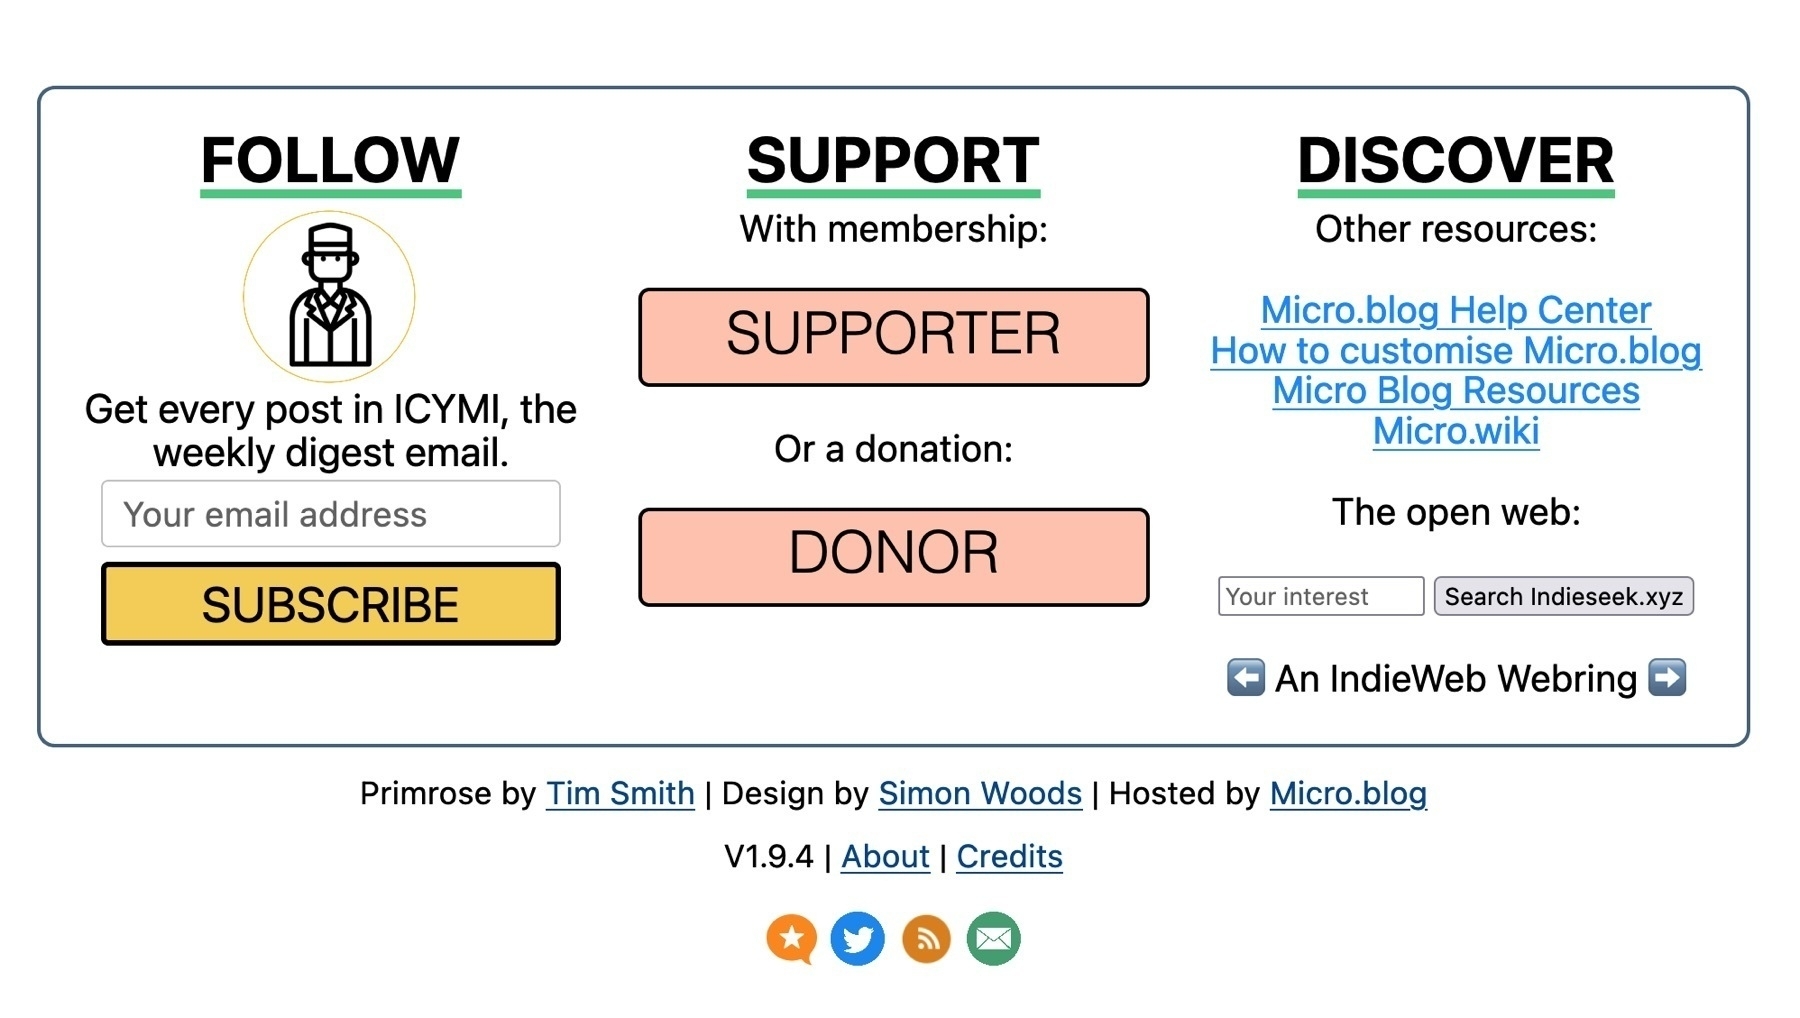 FOLLOW
Get every post in ICYMI, the
weekly digest email.
Your email address
SUBSCRIBE
SUPPORT
With membership:
SUPPORTER
Or a donation:
DONOR
DISCOVER
Other resources:
Micro.blog Help Center
How to customise Micro.blog
Micro Blog Resources
Micro.wiki
The open web:
Your interest Search Indieseek.xyz
⬅️ An IndieWeb Webring ➡️
Primrose by Tim Smith | Design by Simon Woods | Hosted by Micro.blog
V1.9.4 | About | Credits